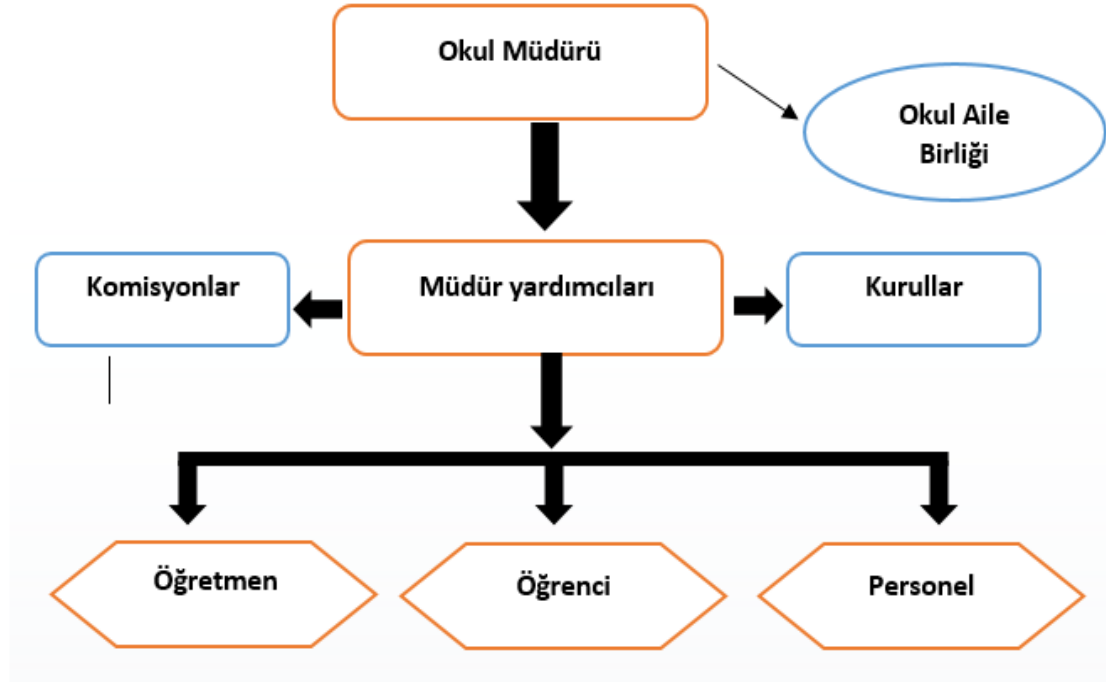 Okul Müdürü
Okul Aile
Birliği
Komisyonlar
Müdür yardımcıları
Kurullar
Öğretmen
Öğrenci
Personel